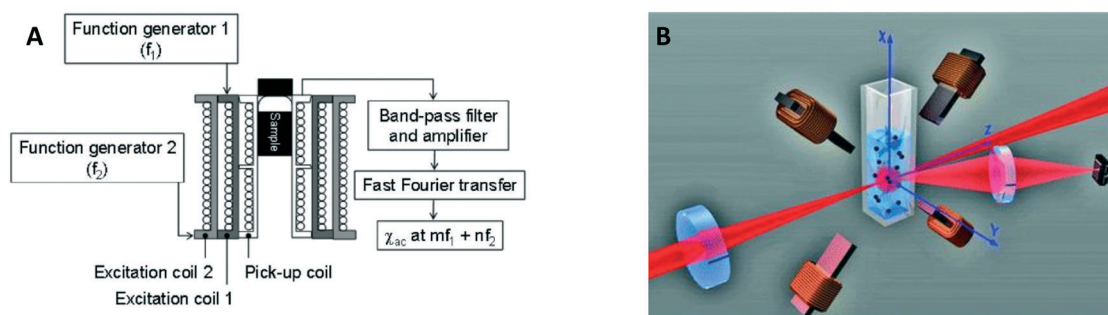 A
Function generator 1
(f₁)
Function generator 2
(f₂)
Sample
Band-pass filter
and amplifier
Fast Fourier transfer
χac at mf₁ + nf₂
Excitation coil 2
Pick-up coil
Excitation coil 1
B
X
Z
Y